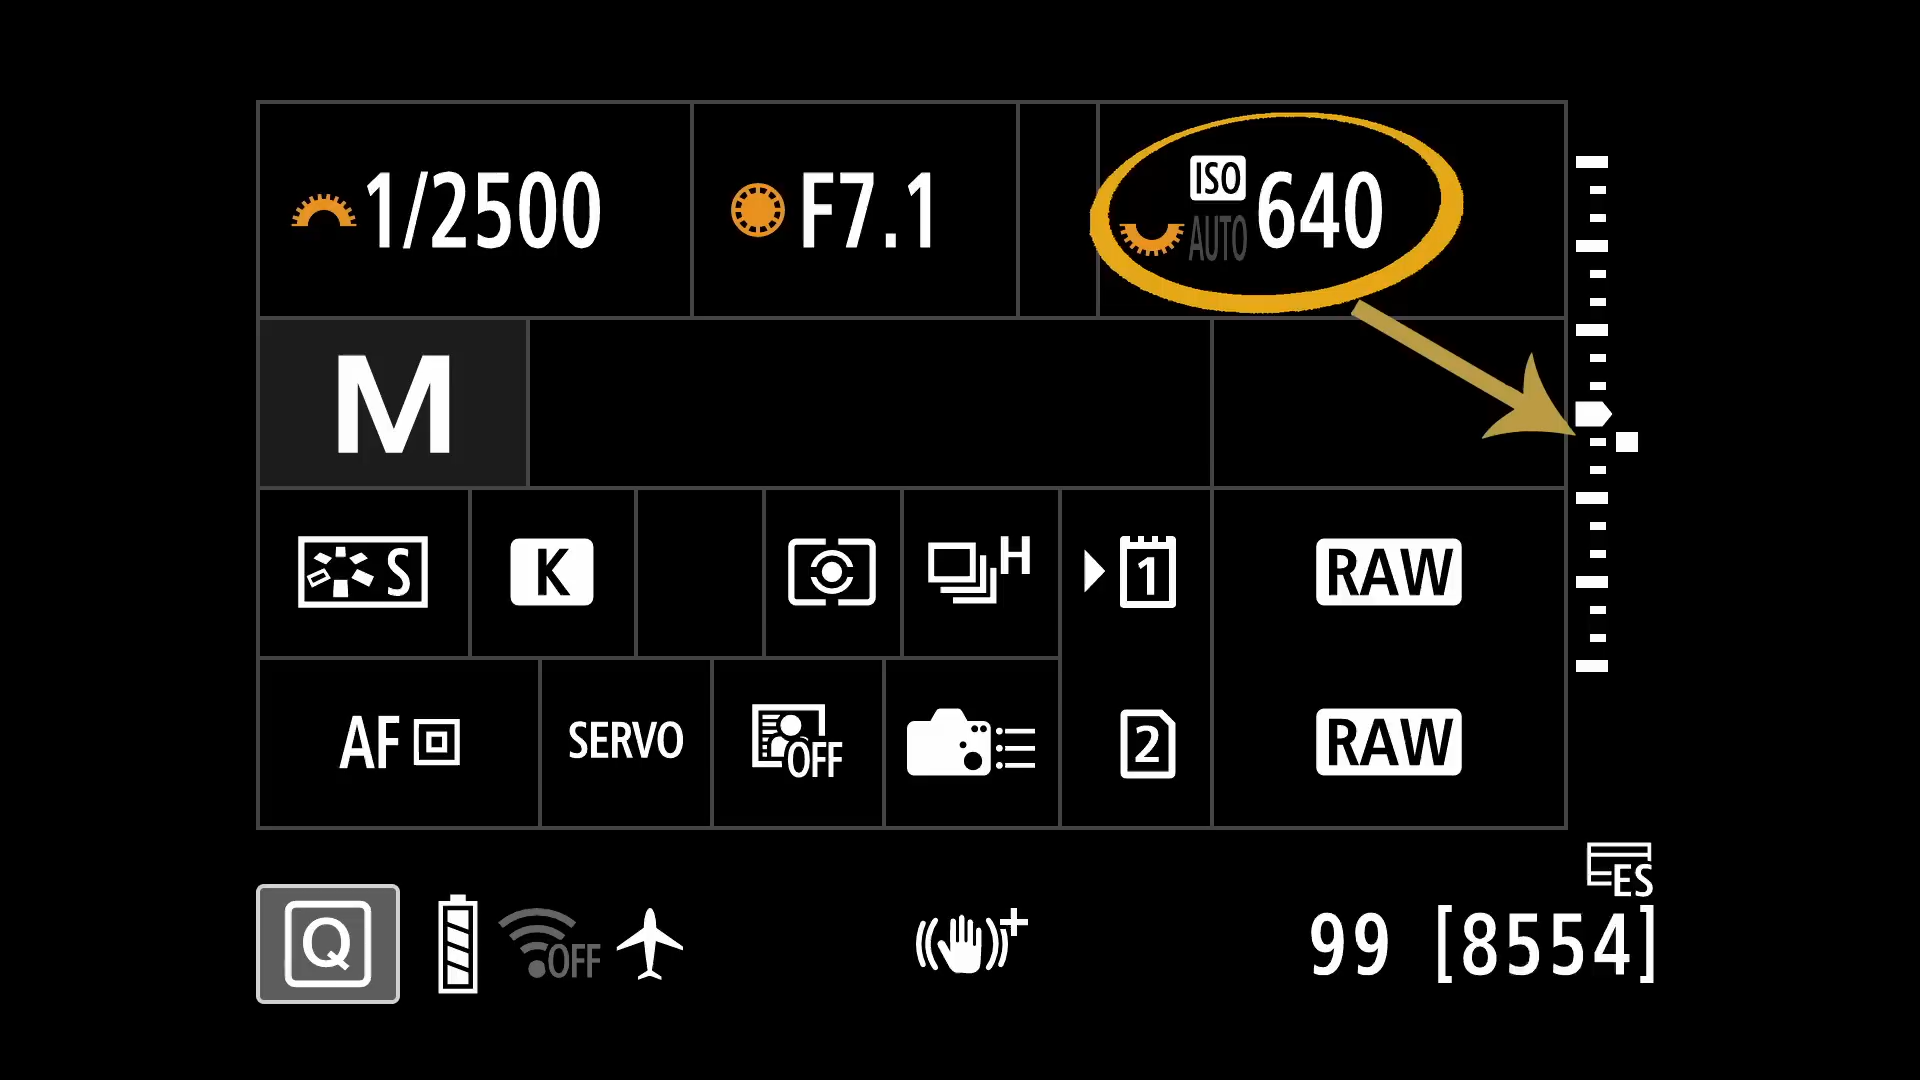 1/2500 F7.1 ISO AUTO 640
M
S K H 1 RAW
AF SERVO OFF 2 RAW
ES
Q OFF 99 [8554]